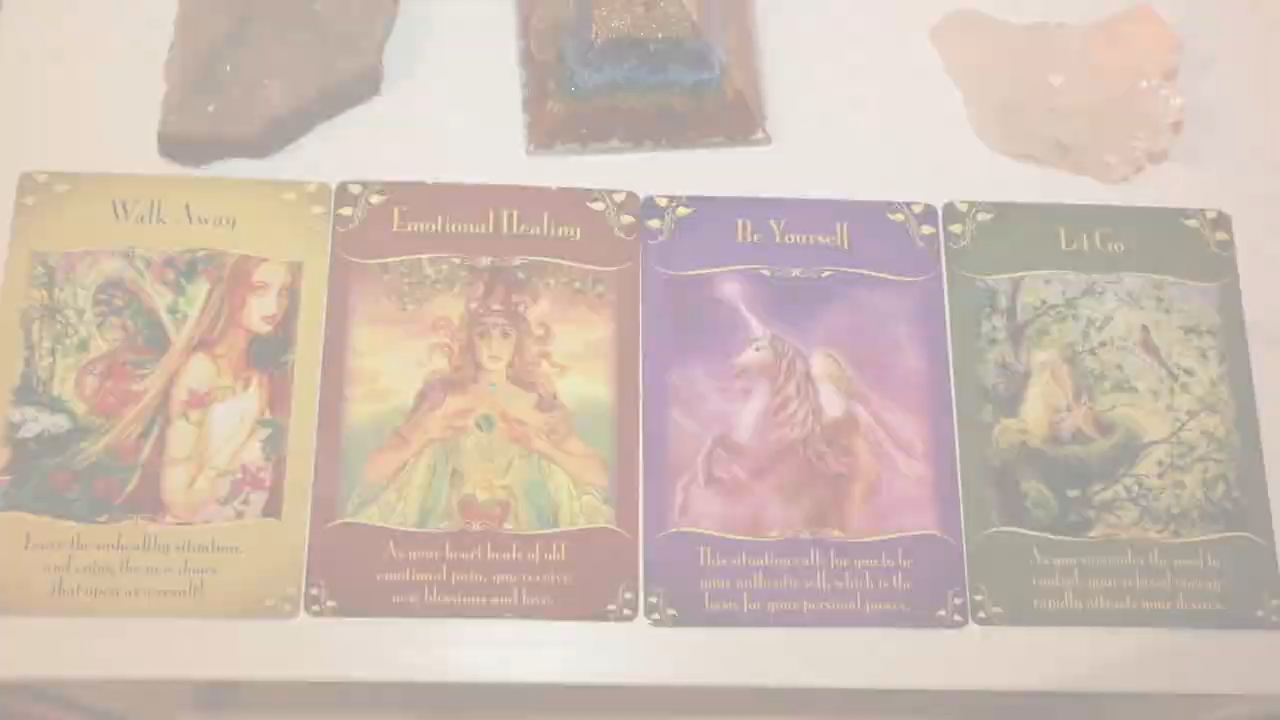 Walk Away
Leave the unhealthy situation,
and enjoy the new doors
that open as a result!
Emotional Healing
As your heart heals of old
emotional pain, you receive
new blessings and love.
Be Yourself
This situation calls for you to be
your authentic self, which is the
basis for your personal power.
Let Go
As you surrender the need to
control, your relaxed energy
rapidly attracts your desires.